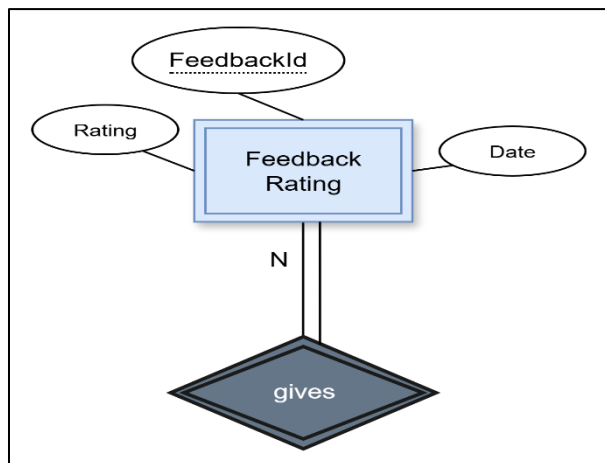 FeedbackId
Rating
Feedback
Rating
Date
N
gives